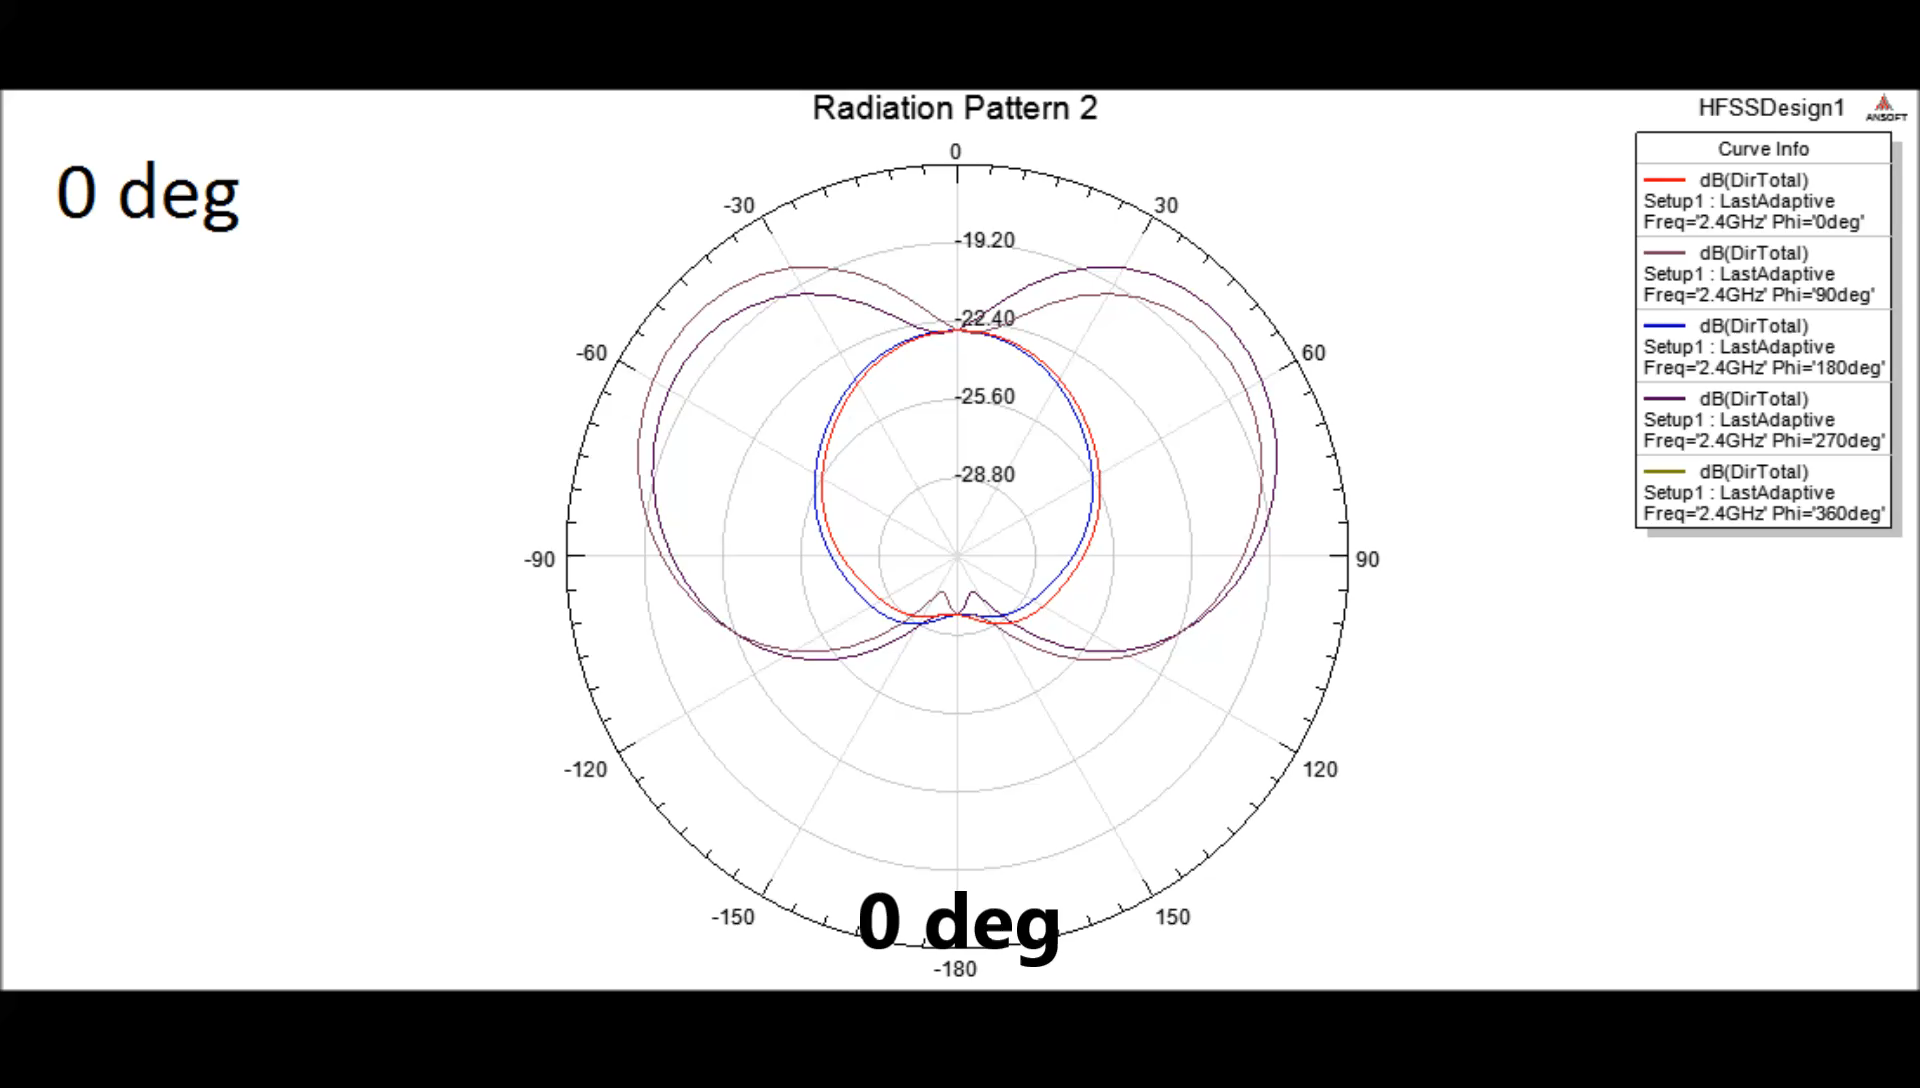 Radiation Pattern 2
HFSSDesign1
ANSOFT
0 deg
Curve Info
dB(DirTotal)
Setup1 : LastAdaptive
Freq='2.4GHz' Phi='0deg'
dB(DirTotal)
Setup1 : LastAdaptive
Freq='2.4GHz' Phi='90deg'
dB(DirTotal)
Setup1 : LastAdaptive
Freq='2.4GHz' Phi='180deg'
dB(DirTotal)
Setup1 : LastAdaptive
Freq='2.4GHz' Phi='270deg'
dB(DirTotal)
Setup1 : LastAdaptive
Freq='2.4GHz' Phi='360deg'
0
-30
30
-19.20
-22.40
-60
60
-25.60
-28.80
-90
90
-120
120
-150
150
0 deg
-180